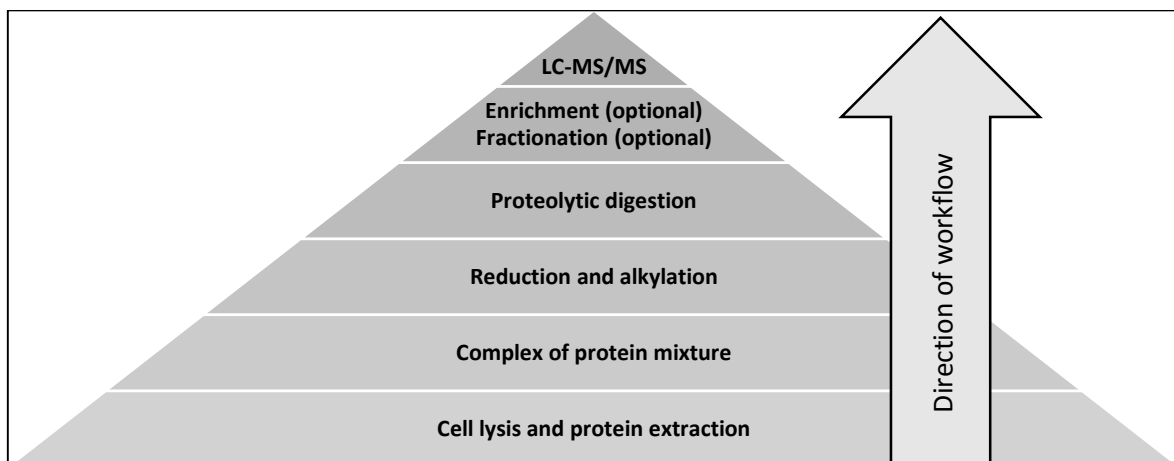 LC-MS/MS
Enrichment (optional)
Fractionation (optional)
Proteolytic digestion
Reduction and alkylation
Complex of protein mixture
Cell lysis and protein extraction
Direction of workflow